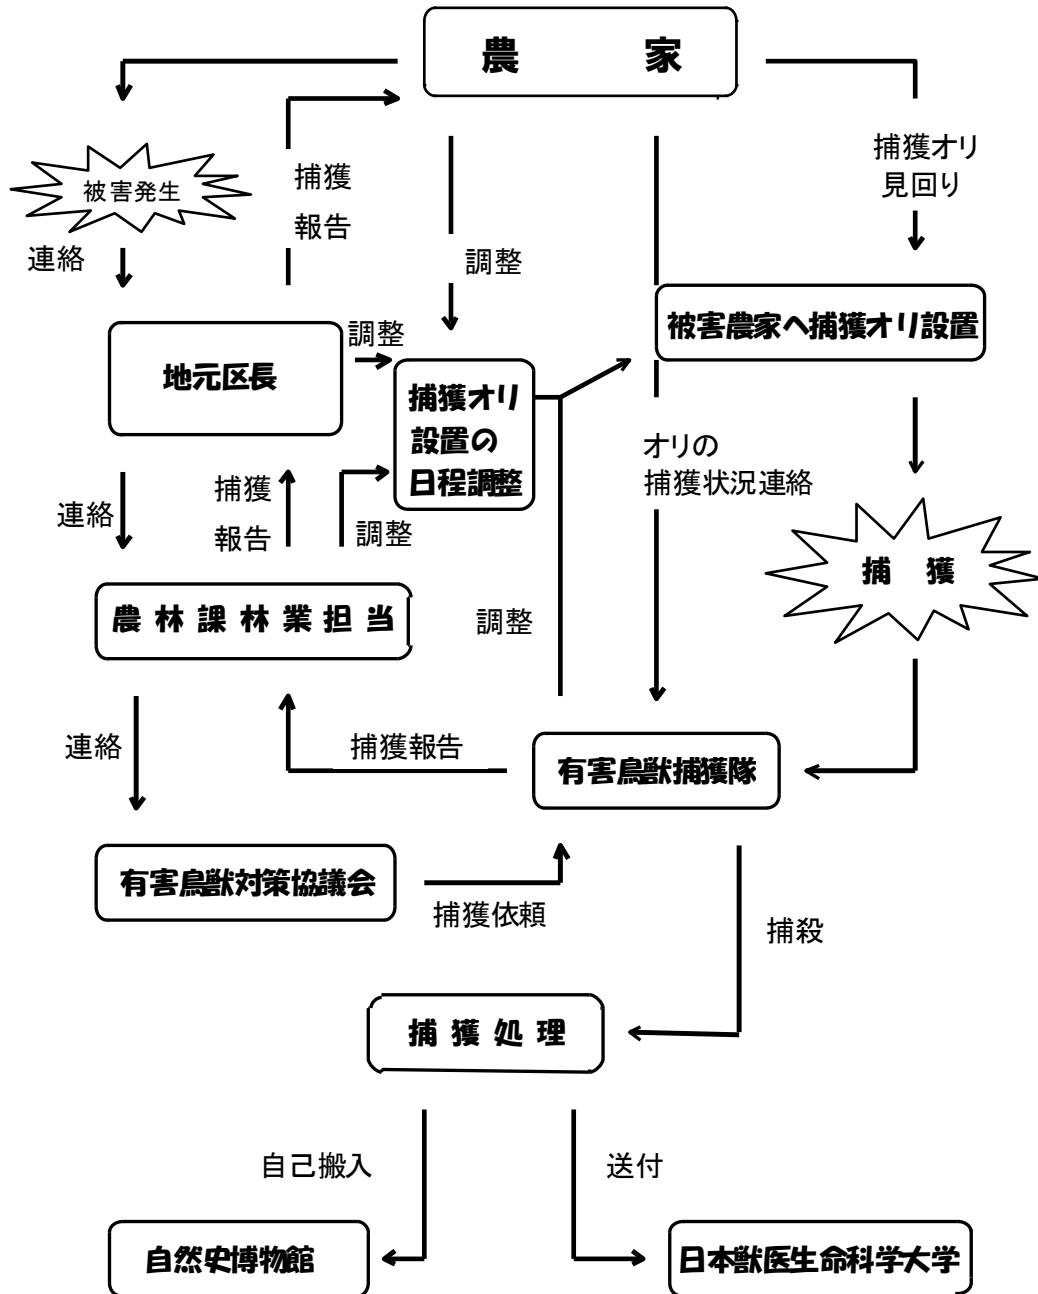 農 家
捕獲オリ
見回り
被害発生
捕獲
報告
連絡
調整
被害農家へ捕獲オリ設置
地元区長
調整
捕獲オリ
設置の
日程調整
オリの
捕獲状況連絡
連絡
捕獲
報告
調整
捕 獲
農 林 課 林 業 担 当
調整
連絡
捕獲報告
有害鳥獣捕獲隊
有害鳥獣対策協議会
捕獲依頼
捕殺
捕 獲 処 理
自己搬入
送付
自然史博物館
日本獣医生命科学大学